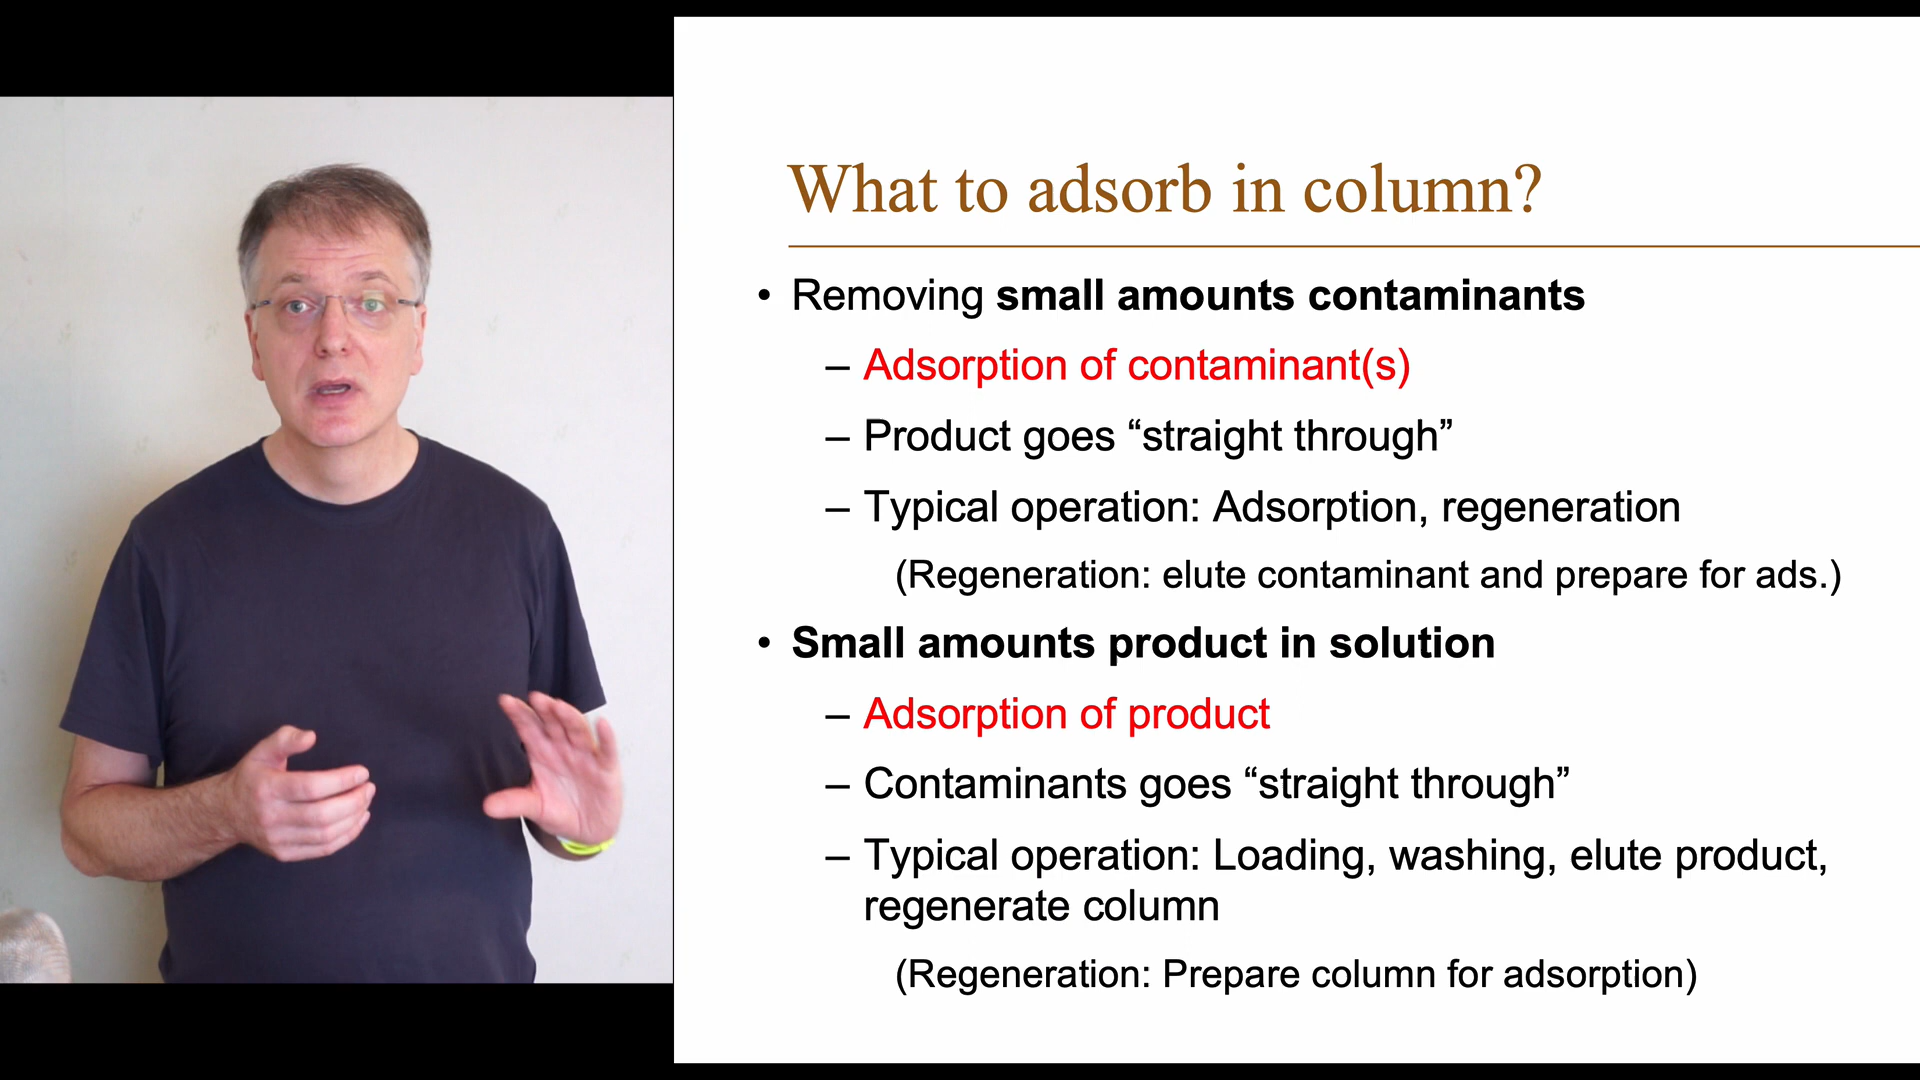 What to adsorb in column?
• Removing small amounts contaminants
– Adsorption of contaminant(s)
– Product goes “straight through”
– Typical operation: Adsorption, regeneration
(Regeneration: elute contaminant and prepare for ads.)
• Small amounts product in solution
– Adsorption of product
– Contaminants goes “straight through”
– Typical operation: Loading, washing, elute product,
regenerate column
(Regeneration: Prepare column for adsorption)